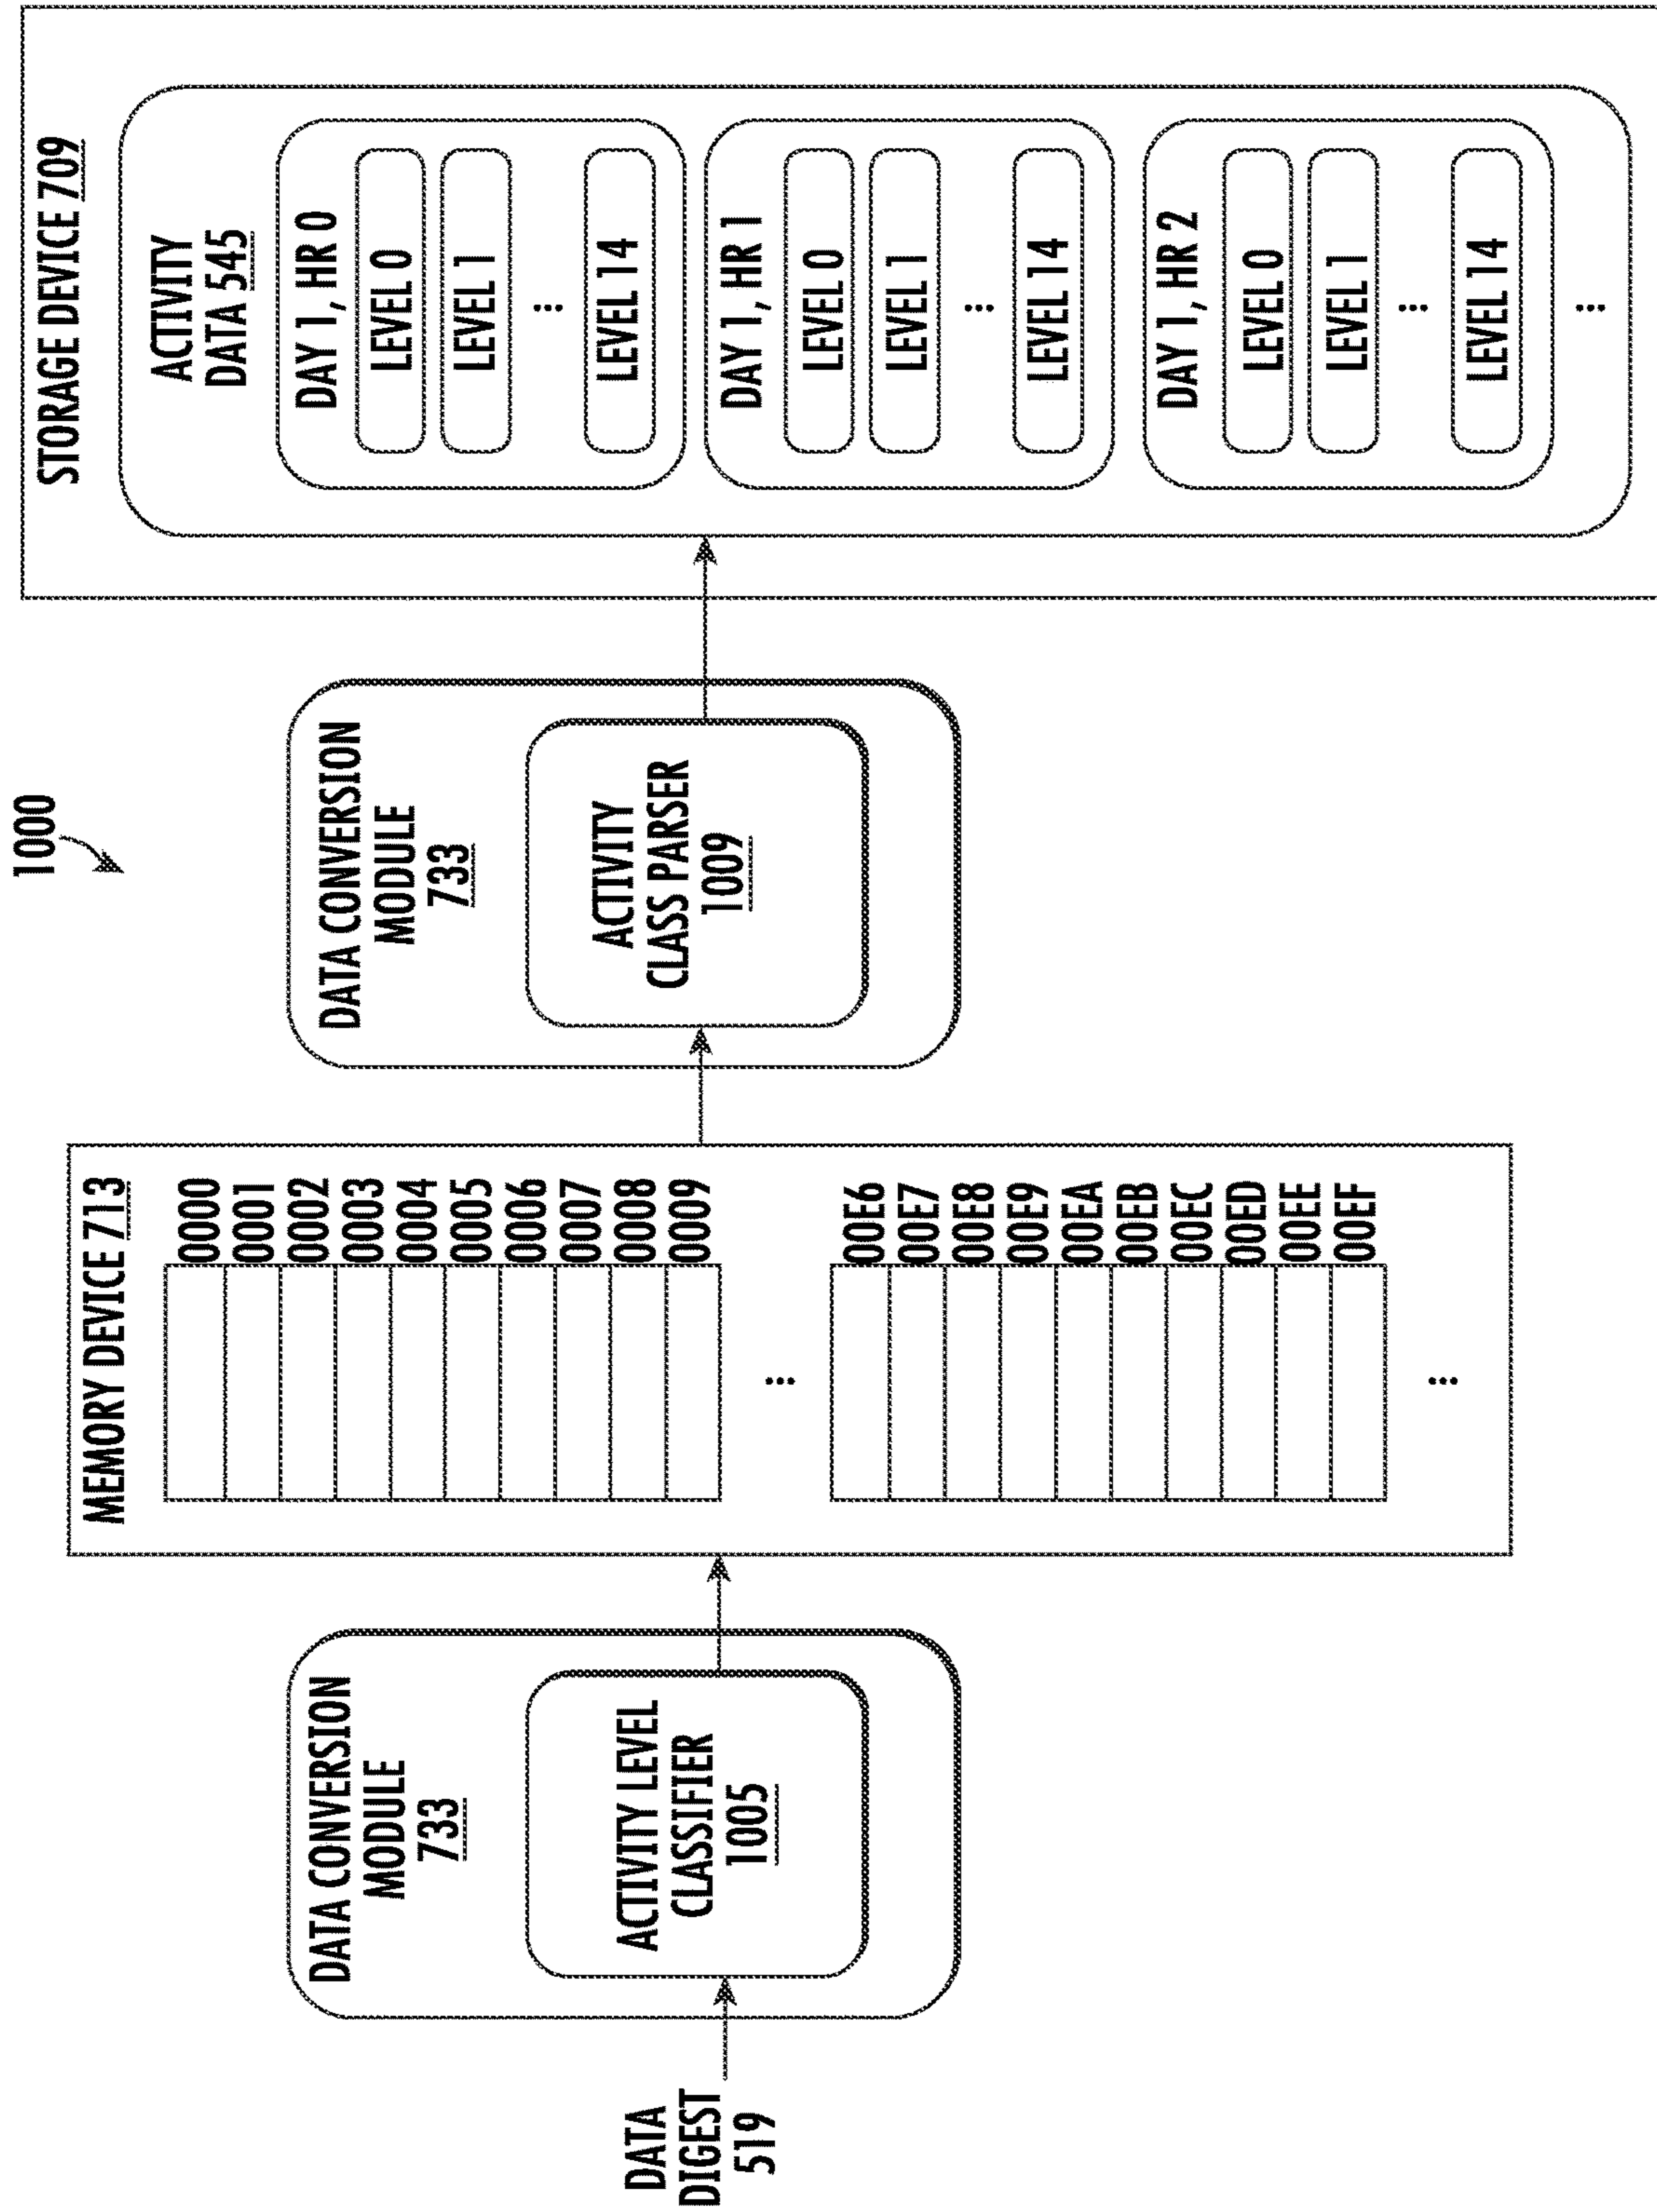 1000
DATA
DIGEST
519
DATA CONVERSION
MODULE
733
ACTIVITY LEVEL
CLASSIFIER
1005
MEMORY DEVICE 713
0000
0001
0002
0003
0004
0005
0006
0007
0008
0009
⋮
00E6
00E7
00E8
00E9
00EA
00EB
00EC
00ED
00EE
00EF
⋮
DATA CONVERSION
MODULE
733
ACTIVITY
CLASS PARSER
1009
STORAGE DEVICE 709
ACTIVITY
DATA 545
DAY 1, HR 0
LEVEL 0
LEVEL 1
⋮
LEVEL 14
DAY 1, HR 1
LEVEL 0
LEVEL 1
⋮
LEVEL 14
DAY 1, HR 2
LEVEL 0
LEVEL 1
⋮
LEVEL 14
⋮